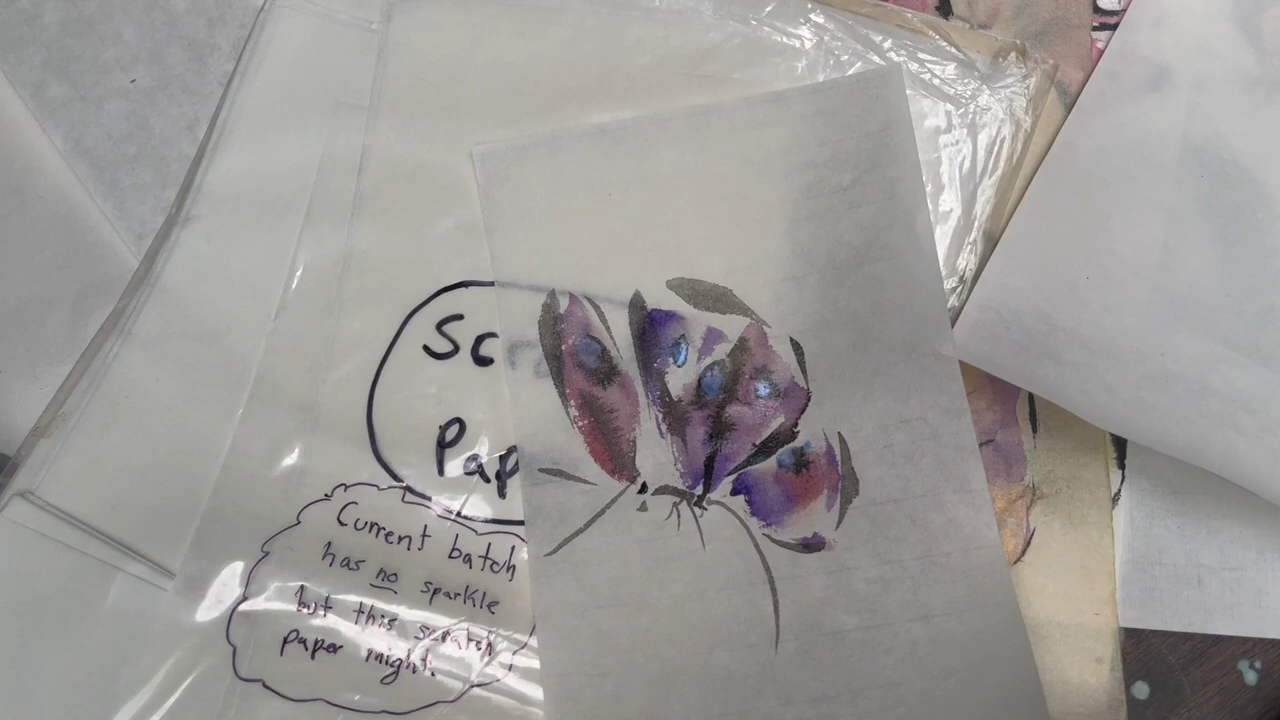 Sc
Pap
Current batch
has no sparkle
but this scratch
paper might.